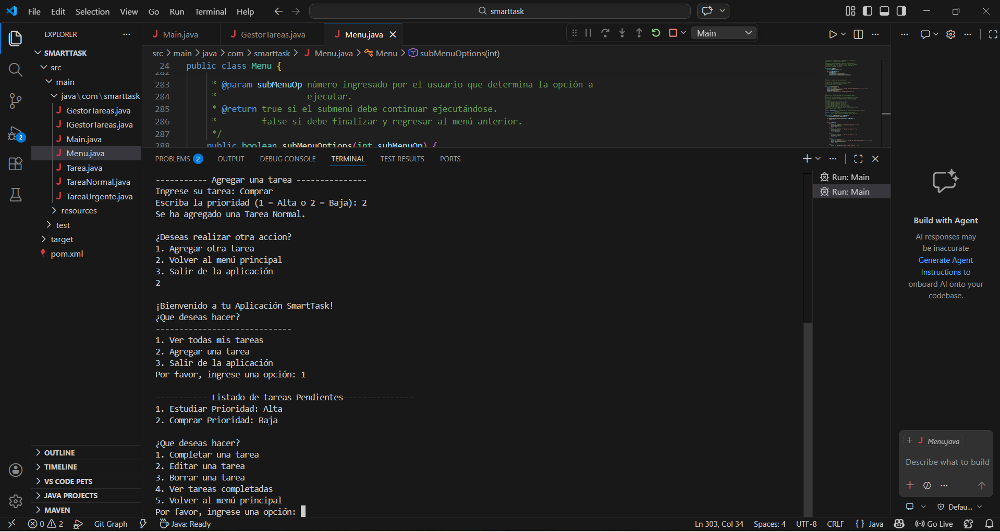 File Edit Selection View Go Run Terminal Help
smarttask
EXPLORER
SMARTTASK
src
main
java\com\smarttask
GestorTareas.java
IGestorTareas.java
Main.java
Menu.java
Tarea.java
TareaNormal.java
TareaUrgente.java
resources
test
target
pom.xml
OUTLINE
TIMELINE
VS CODE PETS
JAVA PROJECTS
MAVEN
2
Main.java GestorTareas.java Menu.java
Main
src > main > java > com > smarttask > Menu.java > Menu > subMenuOptions(int)
24 public class Menu {
282
283 * @param subMenuOp número ingresado por el usuario que determina la opción a
284 * ejecutar.
285 * @return true si el submenú debe continuar ejecutándose.
286 * false si debe finalizar y regresar al menú anterior.
287 */
288 public boolean subMenuOptions(int subMenuOp) {
PROBLEMS 2 OUTPUT DEBUG CONSOLE TERMINAL TEST RESULTS PORTS
----------- Agregar una tarea ---------------
Ingrese su tarea: Comprar
Escriba la prioridad (1 = Alta o 2 = Baja): 2
Se ha agregado una Tarea Normal.
¿Deseas realizar otra accion?
1. Agregar otra tarea
2. Volver al menú principal
3. Salir de la aplicación
2
¡Bienvenido a tu Aplicación SmartTask!
¿Que deseas hacer?
-----------------------------
1. Ver todas mis tareas
2. Agregar una tarea
3. Salir de la aplicación
Por favor, ingrese una opción: 1
----------- Listado de tareas Pendientes---------------
1. Estudiar Prioridad: Alta
2. Comprar Prioridad: Baja
¿Que deseas hacer?
1. Completar una tarea
2. Editar una tarea
3. Borrar una tarea
4. Ver tareas completadas
5. Volver al menú principal
Por favor, ingrese una opción:
Run: Main
Run: Main
Build with Agent
AI responses may
be inaccurate
Generate Agent
Instructions to
onboard AI onto your
codebase.
Menu.java
Describe what to build
Defau...
0 2 Git Graph Java: Ready Ln 303, Col 34 Spaces: 4 UTF-8 CRLF {} Java Go Live